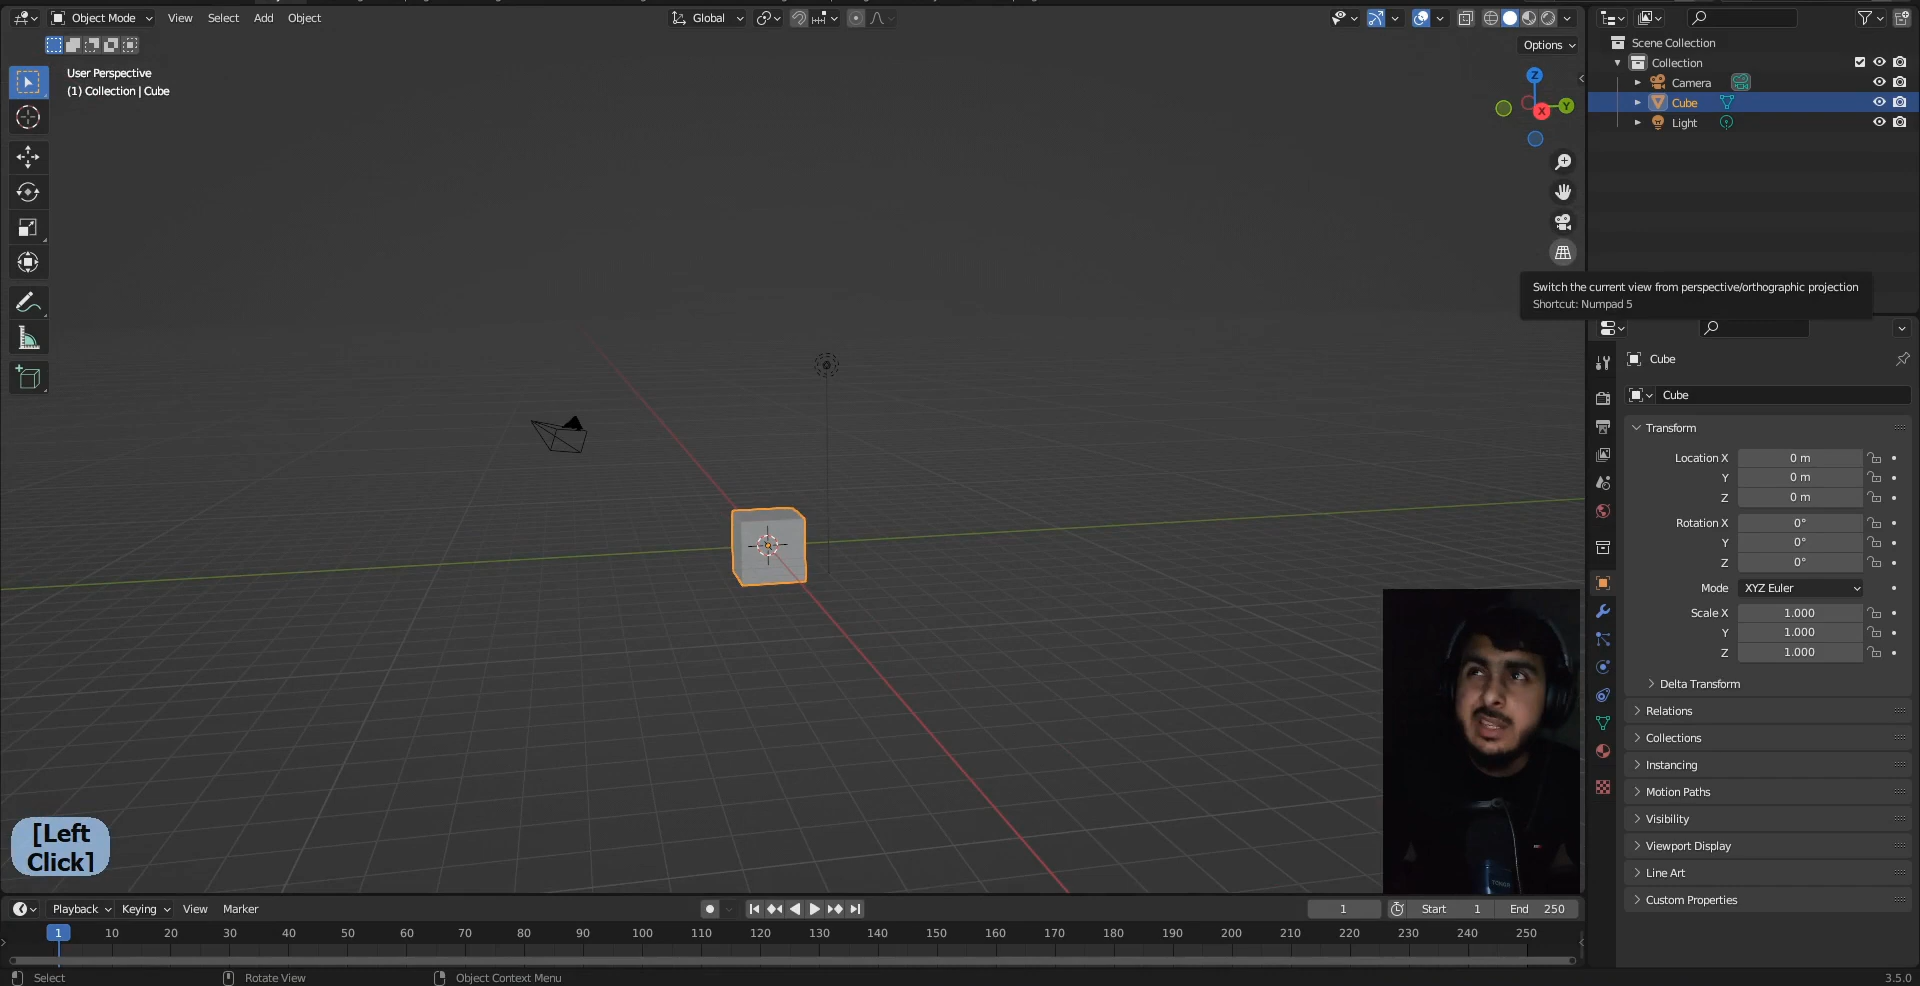 Object Mode View Select Add Object Global
Options
User Perspective
(1) Collection | Cube
Z
Y
X
Scene Collection
Collection
Camera
Cube
Light
Switch the current view from perspective/orthographic projection
Shortcut: Numpad 5
Cube
Cube
Transform
Location X 0 m
Y 0 m
Z 0 m
Rotation X 0°
Y 0°
Z 0°
Mode XYZ Euler
Scale X 1.000
Y 1.000
Z 1.000
Delta Transform
Relations
Collections
Instancing
Motion Paths
Visibility
Viewport Display
Line Art
Custom Properties
[Left
Click]
Playback Keying View Marker 1 Start 1 End 250
1 10 20 30 40 50 60 70 80 90 100 110 120 130 140 150 160 170 180 190 200 210 220 230 240 250
Select Rotate View Object Context Menu 3.5.0